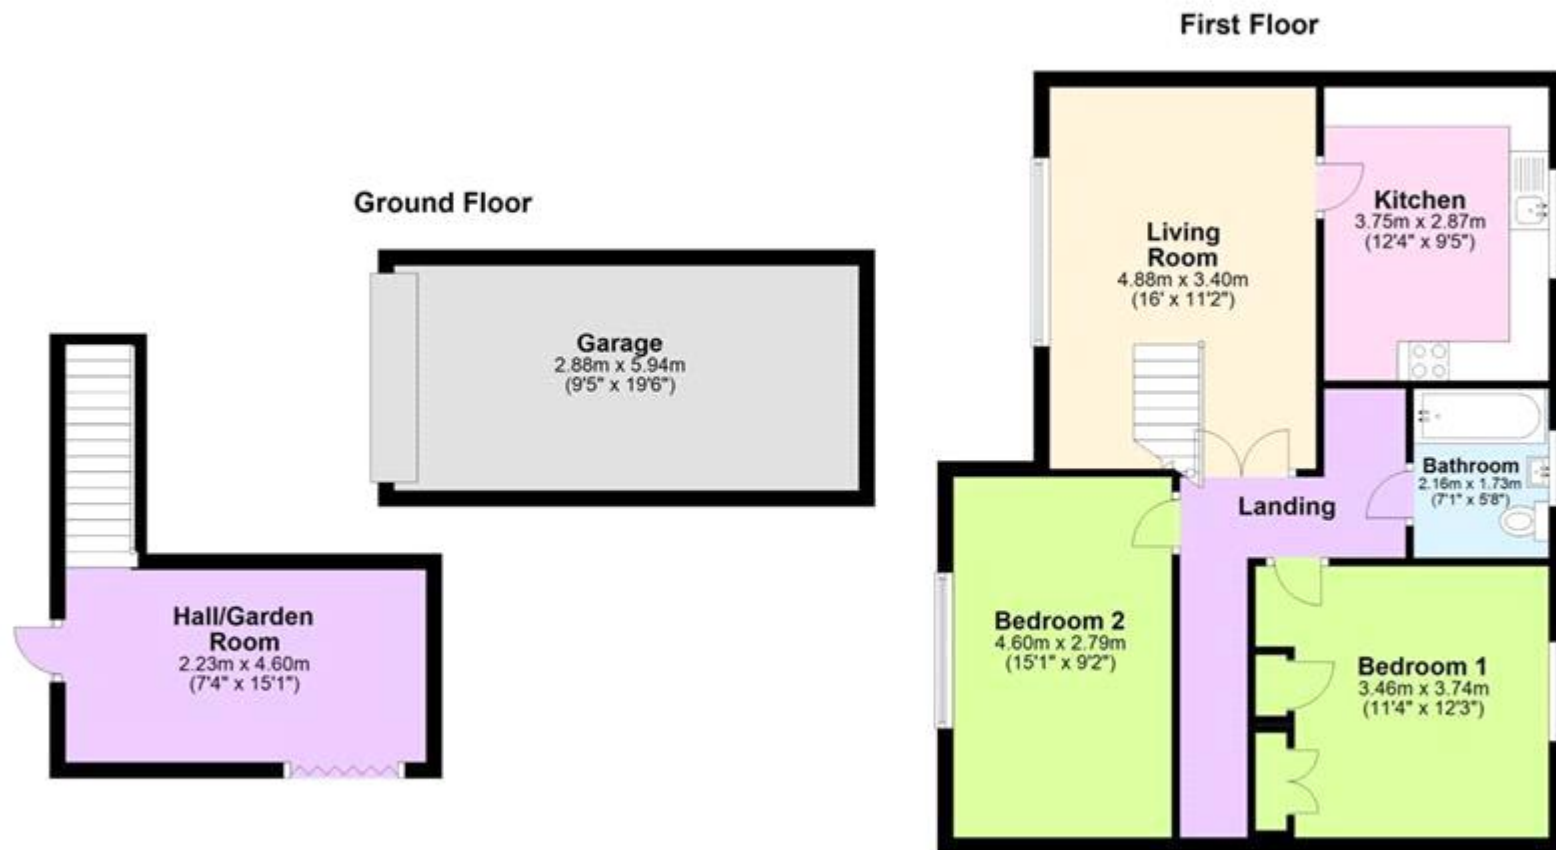 Ground Floor
Garage
2.88m x 5.94m
(9'5" x 19'6")
Hall/Garden
Room
2.23m x 4.60m
(7'4" x 15'1")
First Floor
Living
Room
4.88m x 3.40m
(16' x 11'2")
Kitchen
3.75m x 2.87m
(12'4" x 9'5")
Bathroom
2.16m x 1.73m
(7'1" x 5'8")
Landing
Bedroom 2
4.60m x 2.79m
(15'1" x 9'2")
Bedroom 1
3.46m x 3.74m
(11'4" x 12'3")